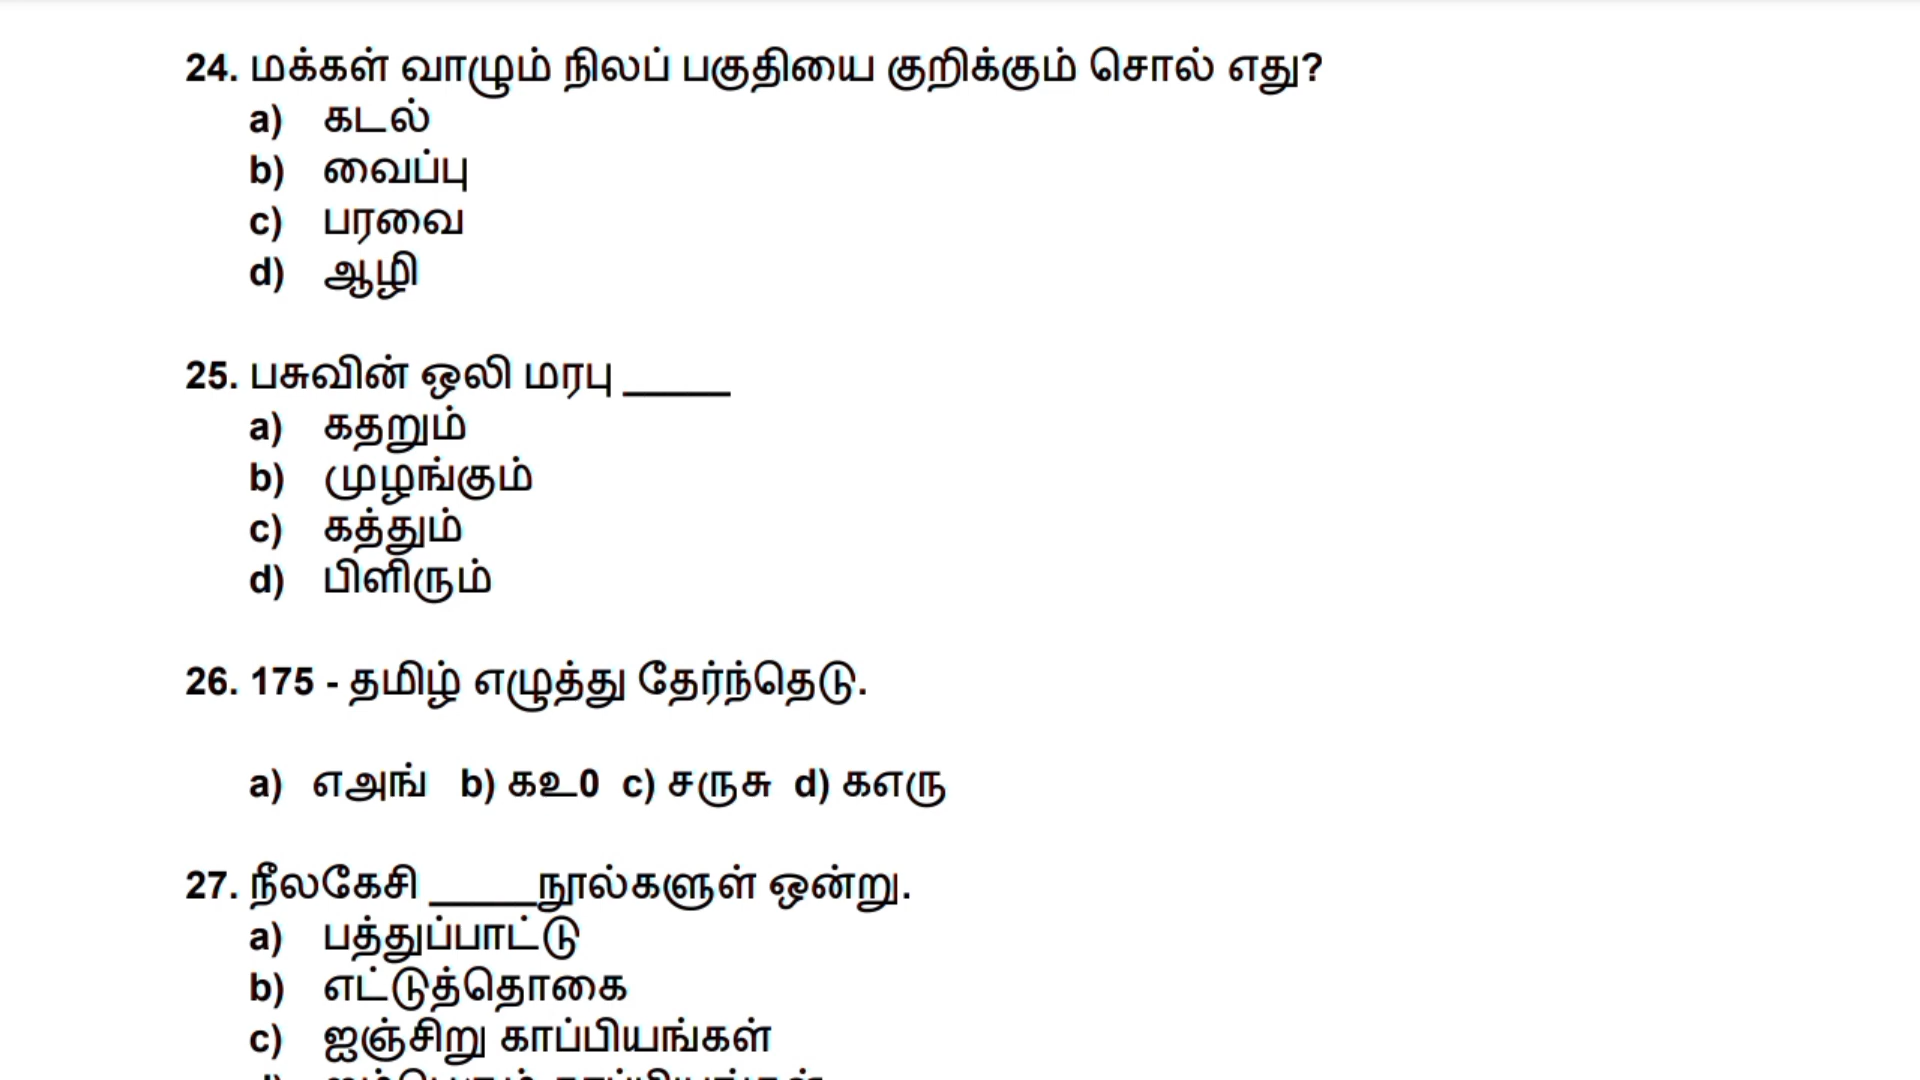 24. மக்கள் வாழும் நிலப் பகுதியை குறிக்கும் சொல் எது?
a) கடல்
b) வைப்பு
c) பரவை
d) ஆழி
25. பசுவின் ஒலி மரபு _____
a) கதறும்
b) முழங்கும்
c) கத்தும்
d) பிளிரும்
26. 175 - தமிழ் எழுத்து தேர்ந்தெடு.
a) எஅங் b) கஉ0 c) சருசு d) கஎரு
27. நீலகேசி _____நூல்களுள் ஒன்று.
a) பத்துப்பாட்டு
b) எட்டுத்தொகை
c) ஐஞ்சிறு காப்பியங்கள்